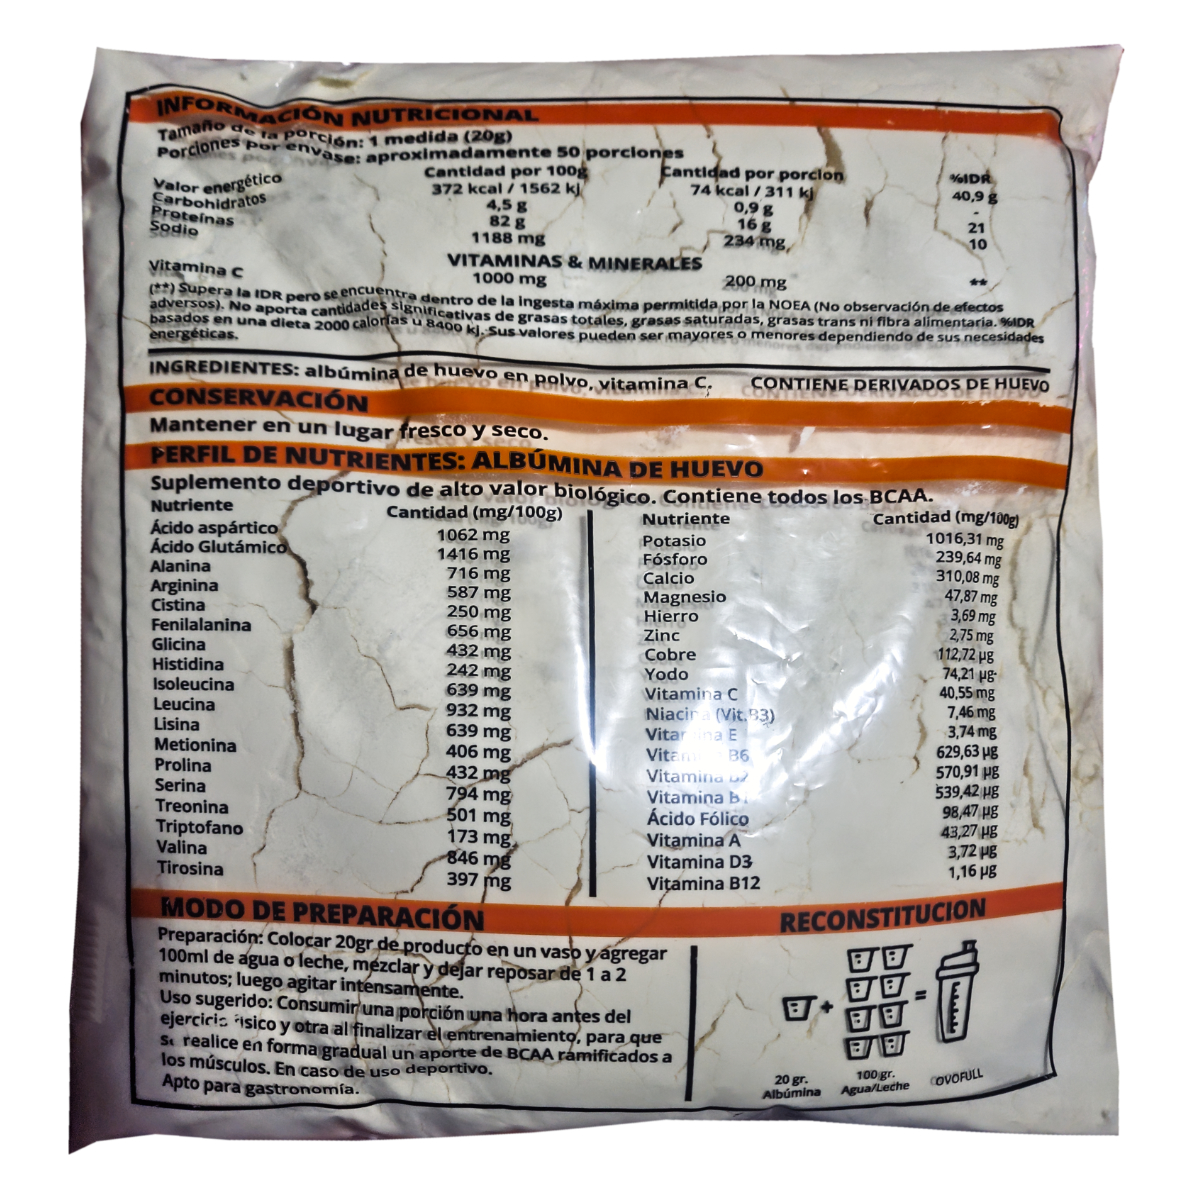 INFORMACIÓN NUTRICIONAL
Tamaño de la porción: 1 medida (20g)
Porciones por envase: aproximadamente 50 porciones
Cantidad por 100g Cantidad por porcion %IDR
Valor energético 372 kcal / 1562 kj 74 kcal / 311 kj 40,9 g
Carbohidratos 4,5 g 0,9 g -
Proteínas 82 g 16 g 21
Sodio 1188 mg 234 mg 10
VITAMINAS & MINERALES
Vitamina C 1000 mg 200 mg **
(**) Supera la IDR pero se encuentra dentro de la ingesta máxima permitida por la NOEA (No observación de efectos
adversos). No aporta cantidades significativas de grasas totales, grasas saturadas, grasas trans ni fibra alimentaria. %IDR
basados en una dieta 2000 calorías u 8400 kj. Sus valores pueden ser mayores o menores dependiendo de sus necesidades
energéticas.
INGREDIENTES: albúmina de huevo en polvo, vitamina C. CONTIENE DERIVADOS DE HUEVO
CONSERVACIÓN
Mantener en un lugar fresco y seco.
PERFIL DE NUTRIENTES: ALBÚMINA DE HUEVO
Suplemento deportivo de alto valor biológico. Contiene todos los BCAA.
Nutriente Cantidad (mg/100g)
Ácido aspártico 1062 mg
Ácido Glutámico 1416 mg
Alanina 716 mg
Arginina 587 mg
Cistina 250 mg
Fenilalanina 656 mg
Glicina 432 mg
Histidina 242 mg
Isoleucina 639 mg
Leucina 932 mg
Lisina 639 mg
Metionina 406 mg
Prolina 432 mg
Serina 794 mg
Treonina 501 mg
Triptofano 173 mg
Valina 846 mg
Tirosina 397 mg
Nutriente Cantidad (mg/100g)
Potasio 1016,31 mg
Fósforo 239,64 mg
Calcio 310,08 mg
Magnesio 47,87 mg
Hierro 3,69 mg
Zinc 2,75 mg
Cobre 112,72 µg
Yodo 74,21 µg
Vitamina C 40,55 mg
Niacina (Vit.B3) 7,46 mg
Vitamina E 3,74 mg
Vitamina B6 629,63 µg
Vitamina B2 570,91 µg
Vitamina B1 539,42 µg
Ácido Fólico 98,47 µg
Vitamina A 43,27 µg
Vitamina D3 3,72 µg
Vitamina B12 1,16 µg
MODO DE PREPARACIÓN
Preparación: Colocar 20gr de producto en un vaso y agregar
100ml de agua o leche, mezclar y dejar reposar de 1 a 2
minutos; luego agitar intensamente.
Uso sugerido: Consumir una porción una hora antes del
ejercicio físico y otra al finalizar el entrenamiento, para que
se realice en forma gradual un aporte de BCAA ramificados a
los músculos. En caso de uso deportivo.
Apto para gastronomía.
RECONSTITUCION
+ =
20 gr. 100 gr. OVOFULL
Albúmina Agua/Leche